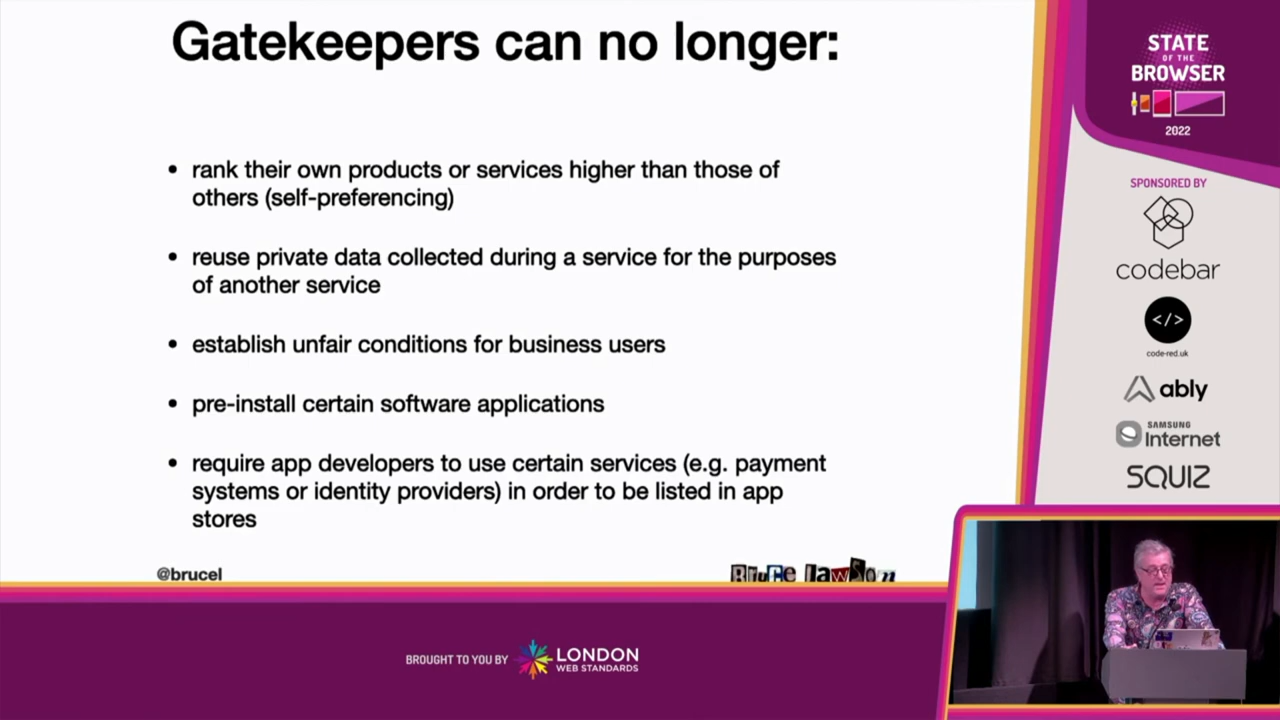 Gatekeepers can no longer:
• rank their own products or services higher than those of
others (self-preferencing)
• reuse private data collected during a service for the purposes
of another service
• establish unfair conditions for business users
• pre-install certain software applications
• require app developers to use certain services (e.g. payment
systems or identity providers) in order to be listed in app
stores
@brucel
Bruce Lawson
BROUGHT TO YOU BY
LONDON
WEB STANDARDS
STATE
OF THE
BROWSER
2022
SPONSORED BY
codebar
</>
code-red.uk
ably
SAMSUNG
Internet
SQUIZ